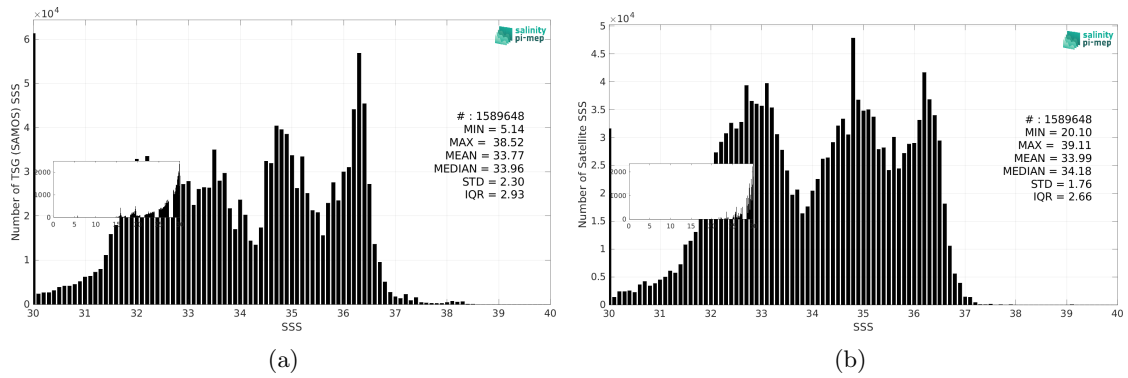 ×10⁴
salinity
pi-mep
Number of TSG (SAMOS) SSS
6
5
4
3
2
1
0
# : 1589648
MIN = 5.14
MAX = 38.52
MEAN = 33.77
MEDIAN = 33.96
STD = 2.30
IQR = 2.93
2000
1000
0
0 5 10 15
30 31 32 33 34 35 36 37 38 39 40
SSS
(a)
×10⁴
salinity
pi-mep
Number of Satellite SSS
5
4.5
4
3.5
3
2.5
2
1.5
1
0.5
0
# : 1589648
MIN = 20.10
MAX = 39.11
MEAN = 33.99
MEDIAN = 34.18
STD = 1.76
IQR = 2.66
2000
1000
0
0 5 10 15 20
30 31 32 33 34 35 36 37 38 39 40
SSS
(b)